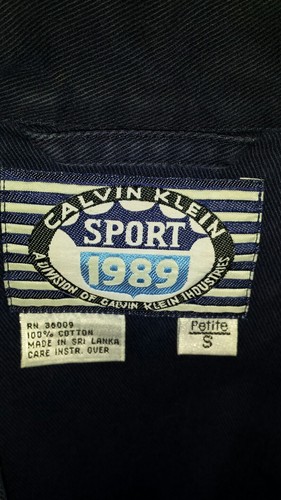 CALVIN KLEIN
SPORT
1989
A DIVISION OF CALVIN KLEIN INDUSTRIES
RN 36009
100% COTTON
MADE IN SRI LANKA
CARE INSTR. OVER
Petite
S